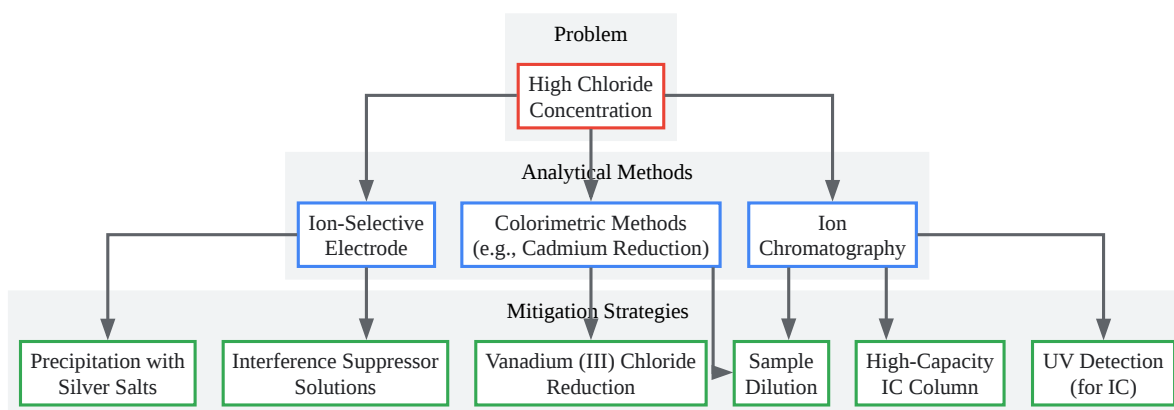 Problem
High Chloride
Concentration
Analytical Methods
Ion-Selective
Electrode
Colorimetric Methods
(e.g., Cadmium Reduction)
Ion
Chromatography
Mitigation Strategies
Precipitation with
Silver Salts
Interference Suppressor
Solutions
Vanadium (III) Chloride
Reduction
Sample
Dilution
High-Capacity
IC Column
UV Detection
(for IC)